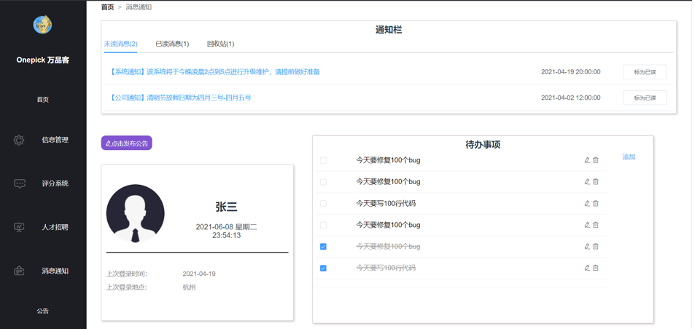 首页 > 消息通知
Onepick 万品客
首页
信息管理
评分系统
人才招聘
消息通知
公告
通知栏
未读消息(2) 已读消息(1) 回收站(1)
【系统通知】该系统将于今晚凌晨2点到5点进行升级维护，请提前做好准备 2021-04-19 20:00:00 标为已读
【公司通知】清明节放假日期为四月三号-四月五号 2021-04-02 12:00:00 标为已读
点击发布公告
张三
2021-06-08 星期二
23:54:13
上次登录时间： 2021-04-19
上次登录地点： 杭州
待办事项
添加
今天要修复100个bug
今天要修复100个bug
今天要写100行代码
今天要修复100个bug
今天要修复100个bug
今天要写100行代码